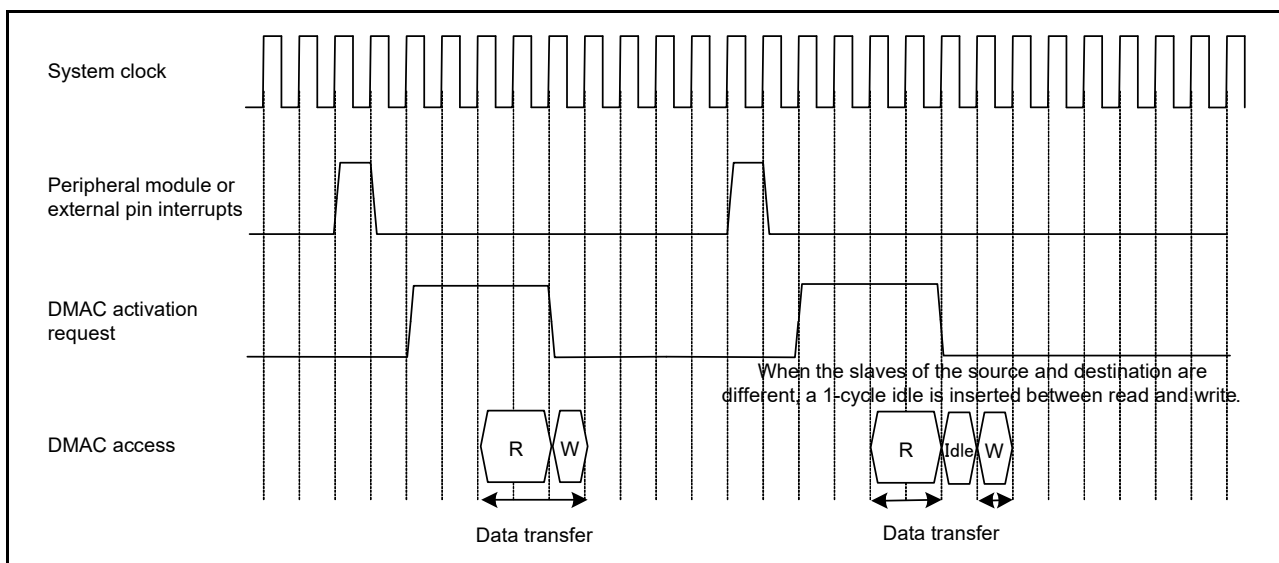 System clock
Peripheral module or
external pin interrupts
DMAC activation
request
When the slaves of the source and destination are
different, a 1-cycle idle is inserted between read and write.
DMAC access
R
W
R
Idle
W
Data transfer
Data transfer